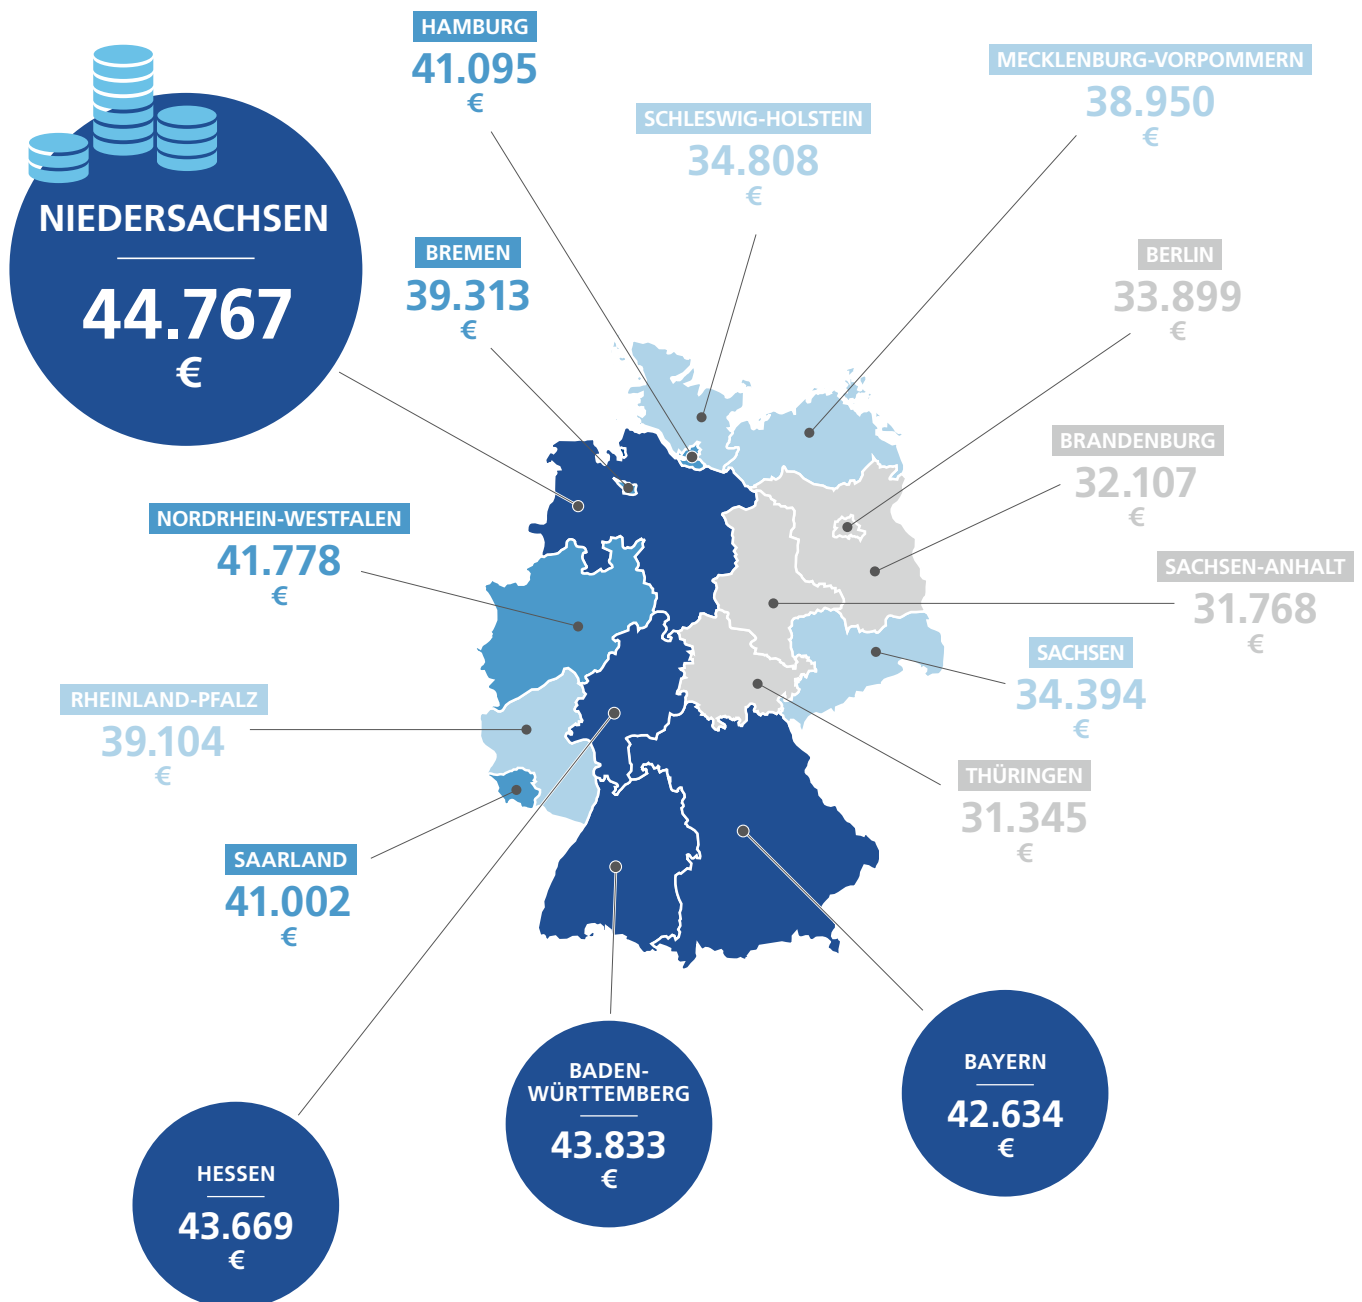 HAMBURG
41.095
€
MECKLENBURG-VORPOMMERN
38.950
€
SCHLESWIG-HOLSTEIN
34.808
€
NIEDERSACHSEN
44.767
€
BREMEN
39.313
€
BERLIN
33.899
€
BRANDENBURG
32.107
€
NORDRHEIN-WESTFALEN
41.778
€
SACHSEN-ANHALT
31.768
€
SACHSEN
34.394
€
RHEINLAND-PFALZ
39.104
€
THÜRINGEN
31.345
€
SAARLAND
41.002
€
BAYERN
42.634
€
BADEN-
WÜRTTEMBERG
43.833
€
HESSEN
43.669
€